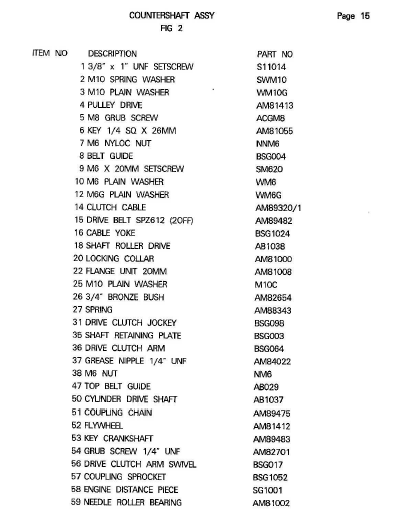 COUNTERSHAFT ASSY Page 15
FIG 2
ITEM NO DESCRIPTION PART NO
1 3/8" x 1" UNF SETSCREW S11014
2 M10 SPRING WASHER SWM10
3 M10 PLAIN WASHER WM10G
4 PULLEY DRIVE AM81413
5 M8 GRUB SCREW ACGM8
6 KEY 1/4 SQ X 26MM AM81055
7 M6 NYLOC NUT NNM6
8 BELT GUIDE BSG004
9 M6 X 20MM SETSCREW SM620
10 M6 PLAIN WASHER WM6
12 M6G PLAIN WASHER WM6G
14 CLUTCH CABLE AM89320/1
15 DRIVE BELT SPZ612 (2OFF) AM89482
16 CABLE YOKE BSG1024
18 SHAFT ROLLER DRIVE AB1038
20 LOCKING COLLAR AM81000
22 FLANGE UNIT 20MM AM81008
25 M10 PLAIN WASHER M10C
26 3/4" BRONZE BUSH AM82654
27 SPRING AM88343
31 DRIVE CLUTCH JOCKEY BSG098
35 SHAFT RETAINING PLATE BSG003
36 DRIVE CLUTCH ARM BSG064
37 GREASE NIPPLE 1/4" UNF AM84022
38 M6 NUT NM6
47 TOP BELT GUIDE AB029
50 CYLINDER DRIVE SHAFT AB1037
51 COUPLING CHAIN AM89475
52 FLYWHEEL AM81412
53 KEY CRANKSHAFT AM89483
54 GRUB SCREW 1/4" UNF AM82701
56 DRIVE CLUTCH ARM SWIVEL BSG017
57 COUPLING SPROCKET BSG1052
58 ENGINE DISTANCE PIECE SG1001
59 NEEDLE ROLLER BEARING AM81002